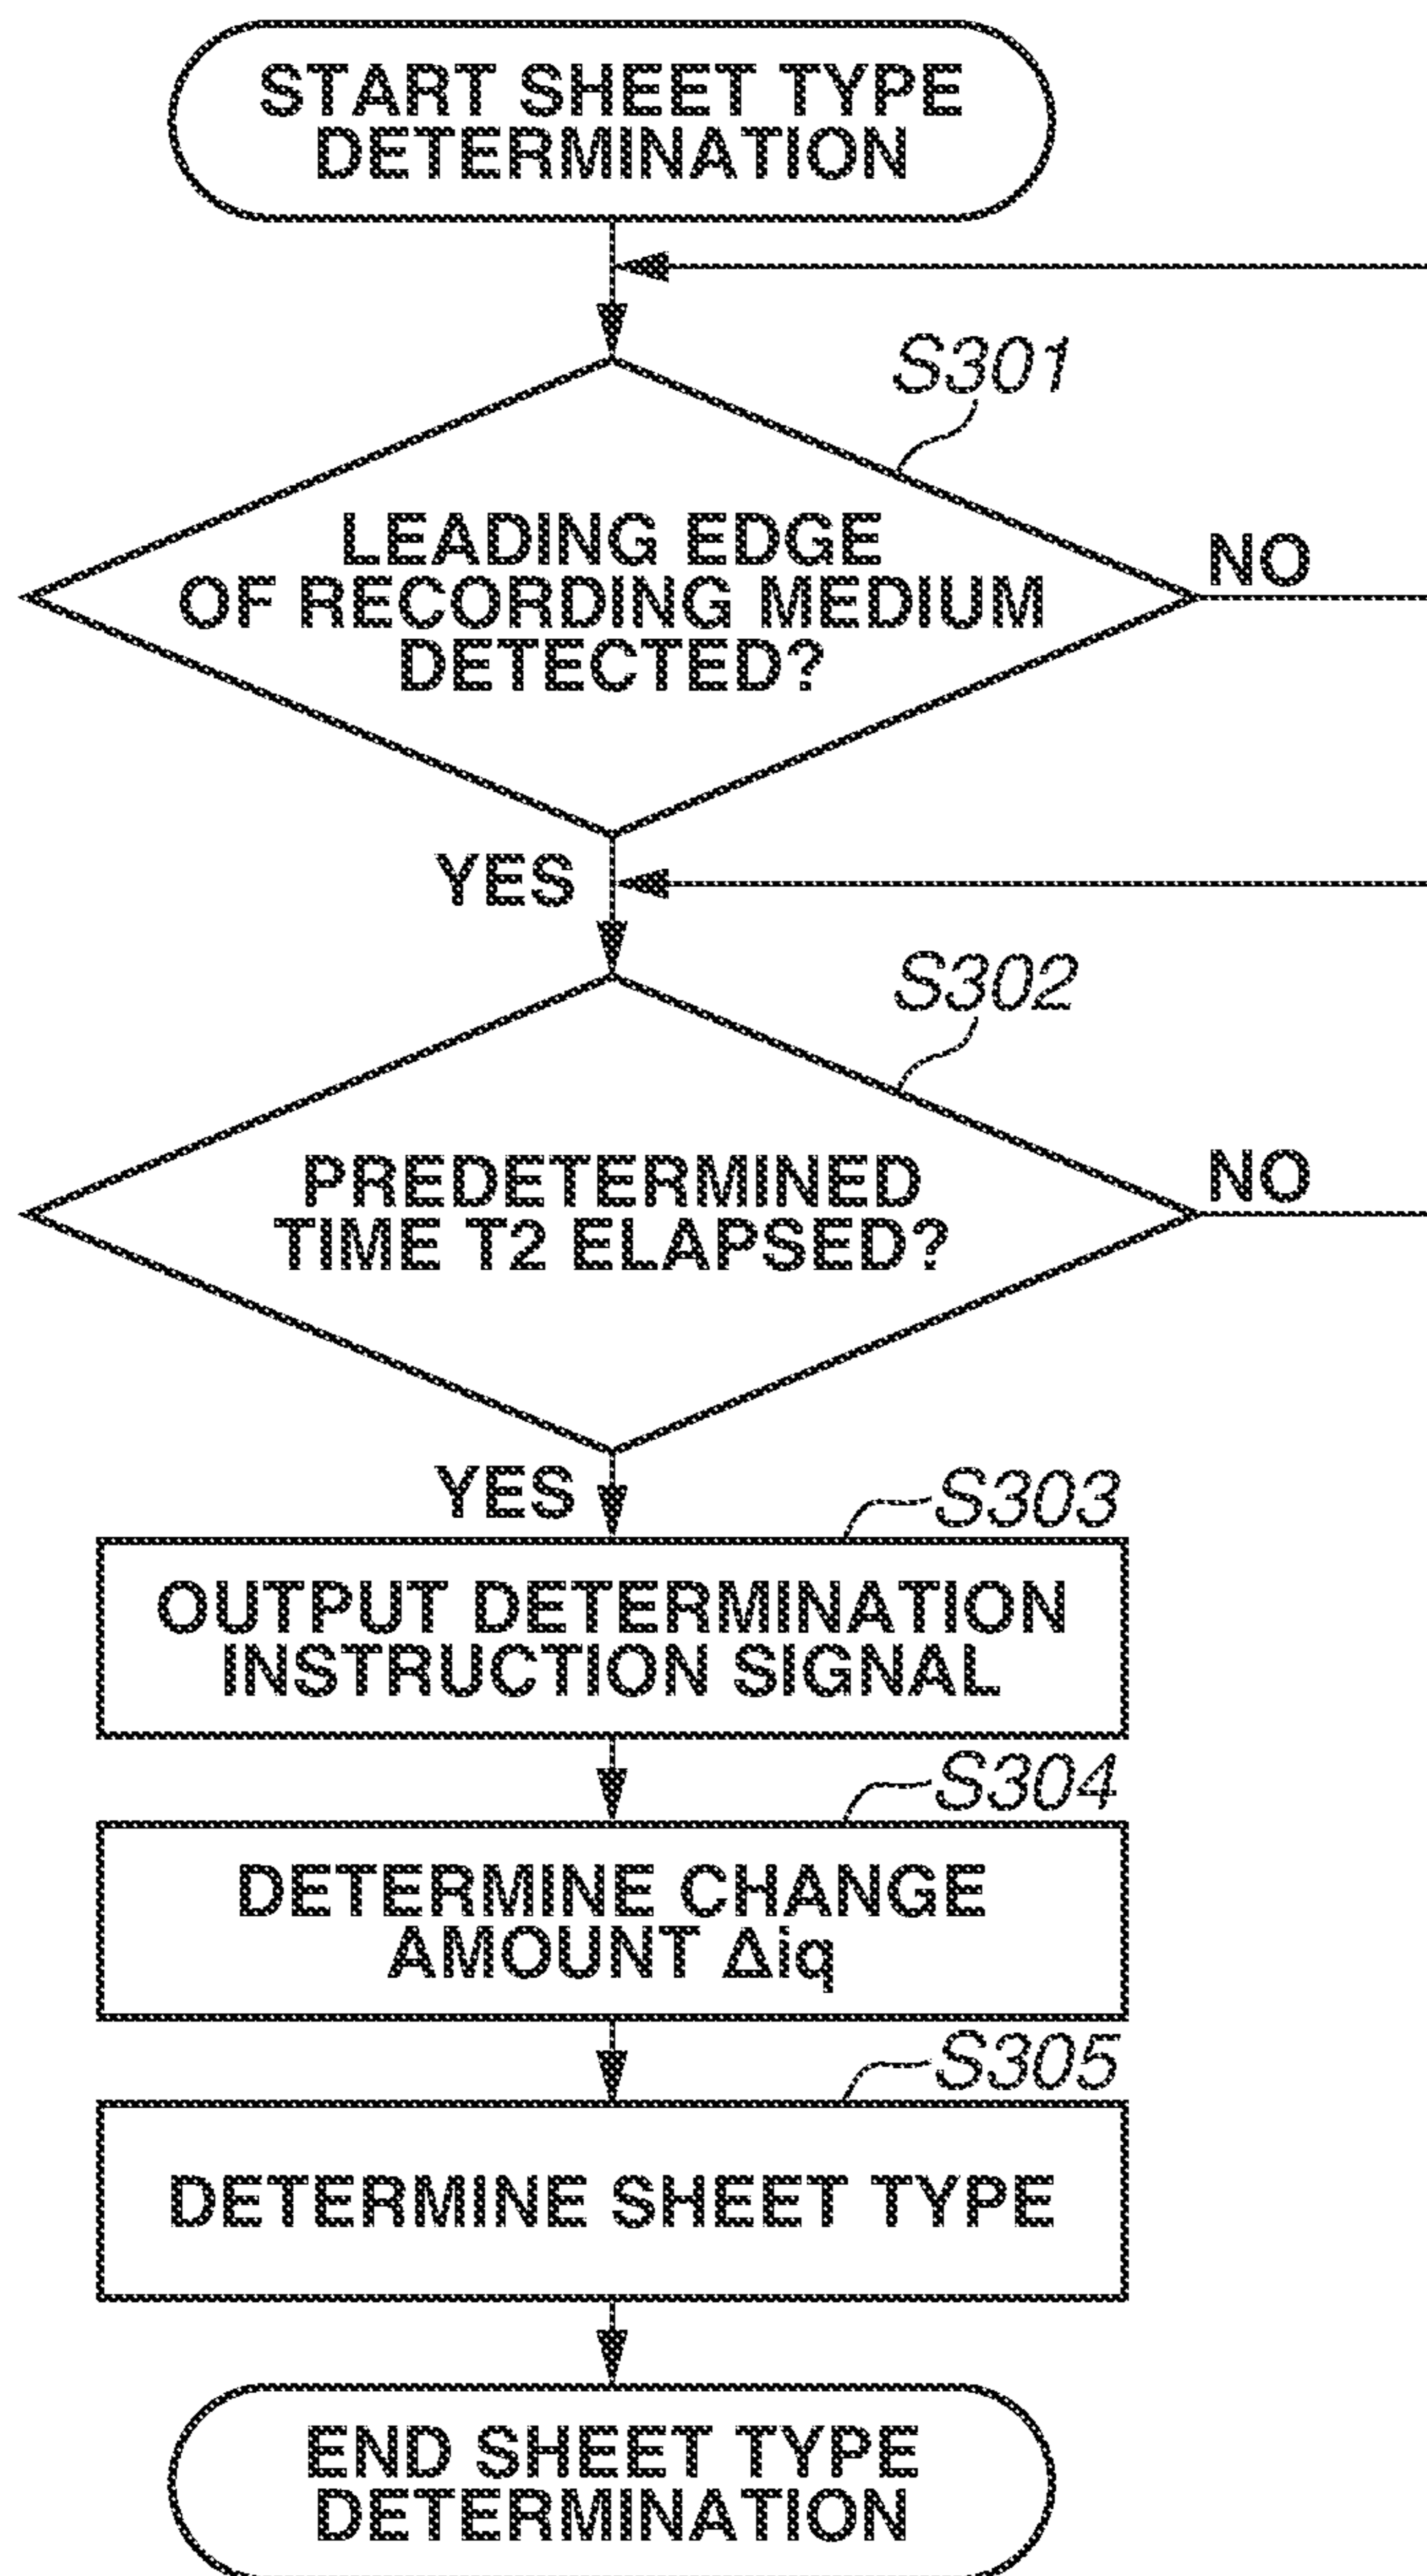 START SHEET TYPE
DETERMINATION
S301
LEADING EDGE
OF RECORDING MEDIUM
DETECTED?
NO
YES
S302
PREDETERMINED
TIME T2 ELAPSED?
NO
YES
S303
OUTPUT DETERMINATION
INSTRUCTION SIGNAL
S304
DETERMINE CHANGE
AMOUNT Δiq
S305
DETERMINE SHEET TYPE
END SHEET TYPE
DETERMINATION